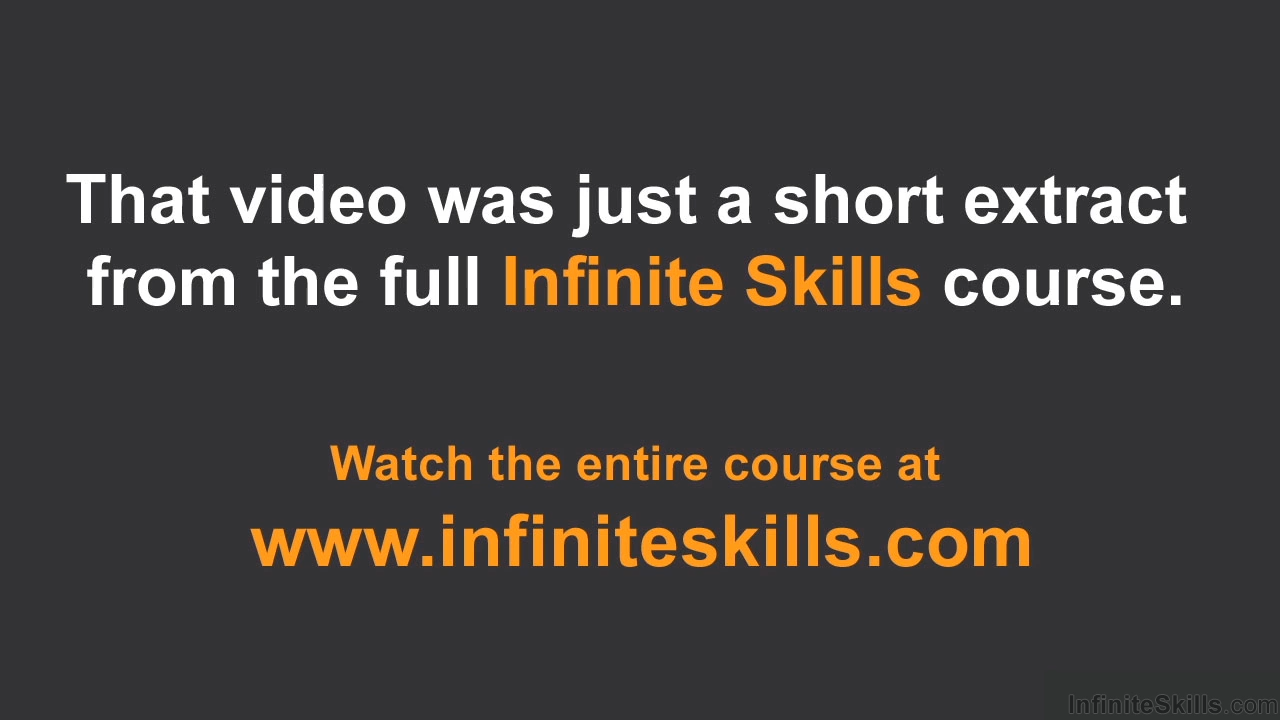 That video was just a short extract
from the full Infinite Skills course.
Watch the entire course at
www.infiniteskills.com
InfiniteSkills.com